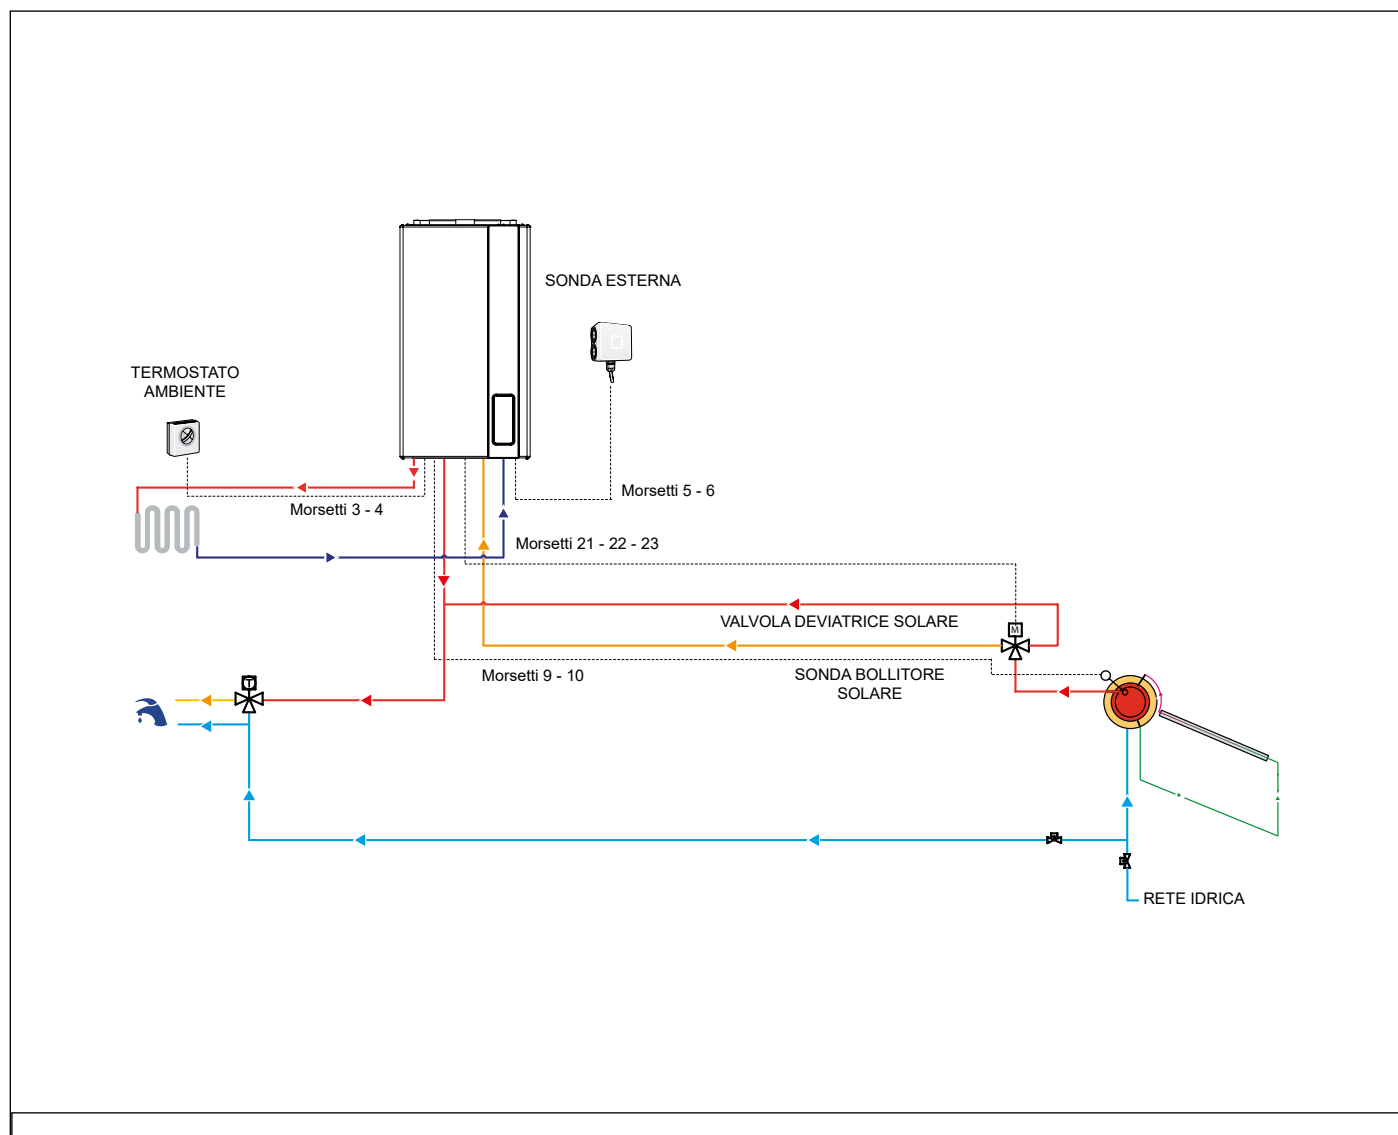 SONDA ESTERNA
TERMOSTATO
AMBIENTE
Morsetti 5 - 6
Morsetti 3 - 4
Morsetti 21 - 22 - 23
VALVOLA DEVIATRICE SOLARE
M
Morsetti 9 - 10
SONDA BOLLITORE
SOLARE
T
RETE IDRICA